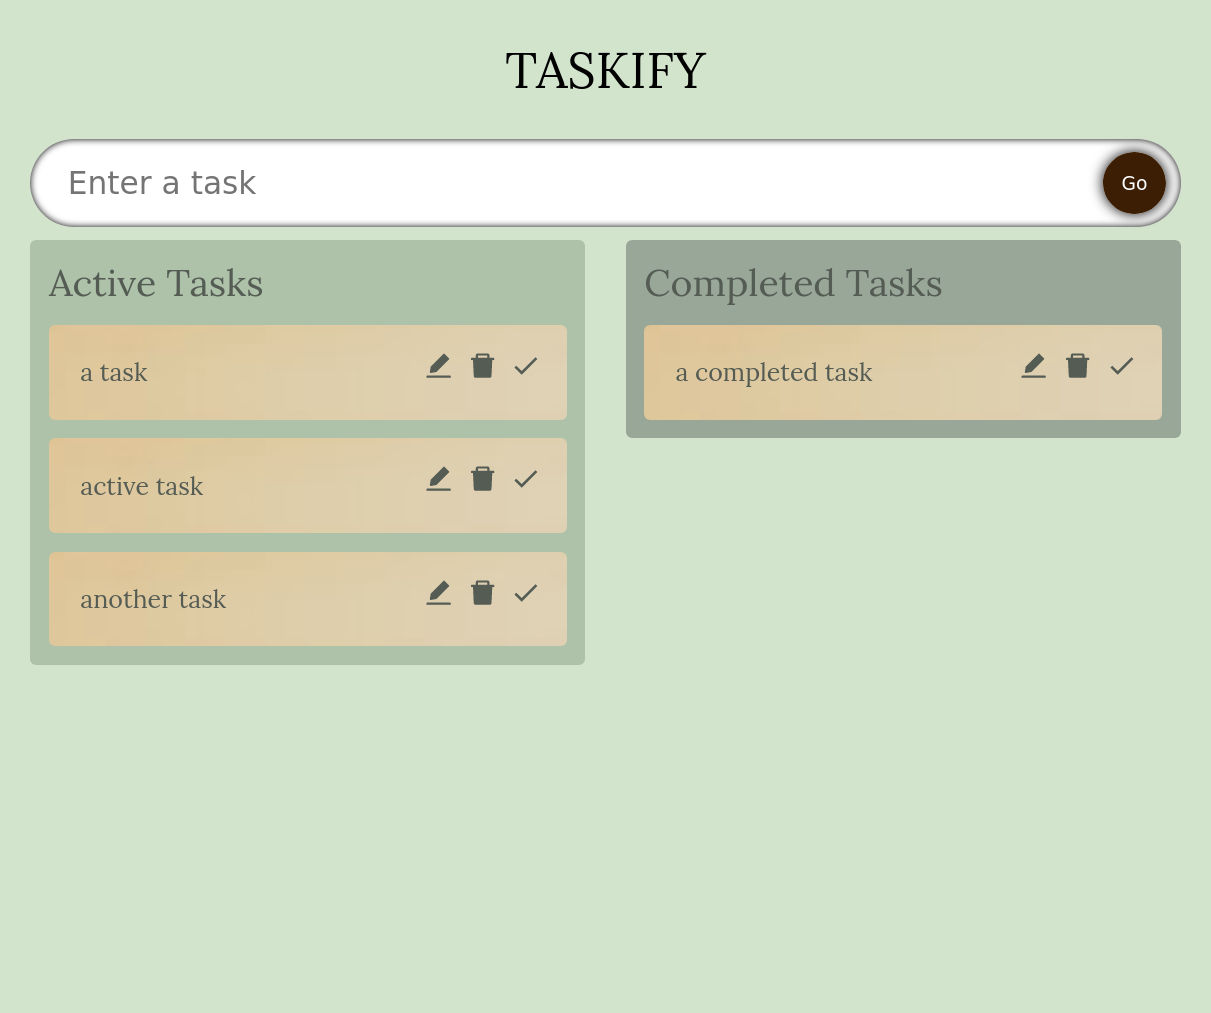 TASKIFY
Enter a task
Go
Active Tasks
a task
active task
another task
Completed Tasks
a completed task